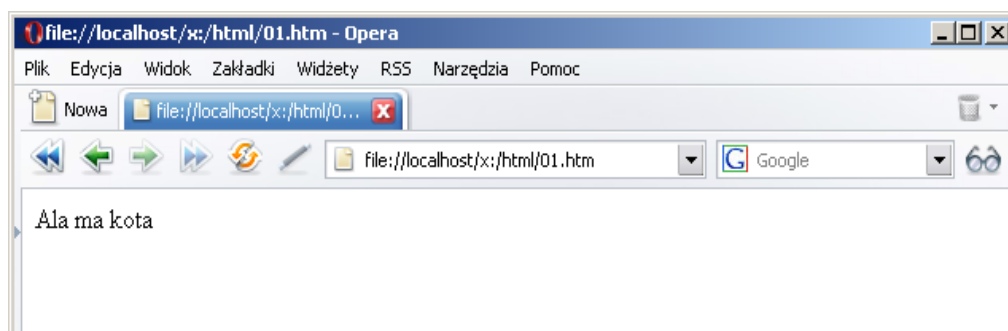 file://localhost/x:/html/01.htm - Opera
Plik Edycja Widok Zakładki Widżety RSS Narzędzia Pomoc
Nowa file://localhost/x:/html/0...
file://localhost/x:/html/01.htm G Google
Ala ma kota